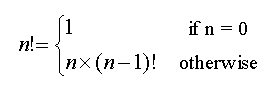 n!= { 1 if n = 0
n×(n−1)! otherwise